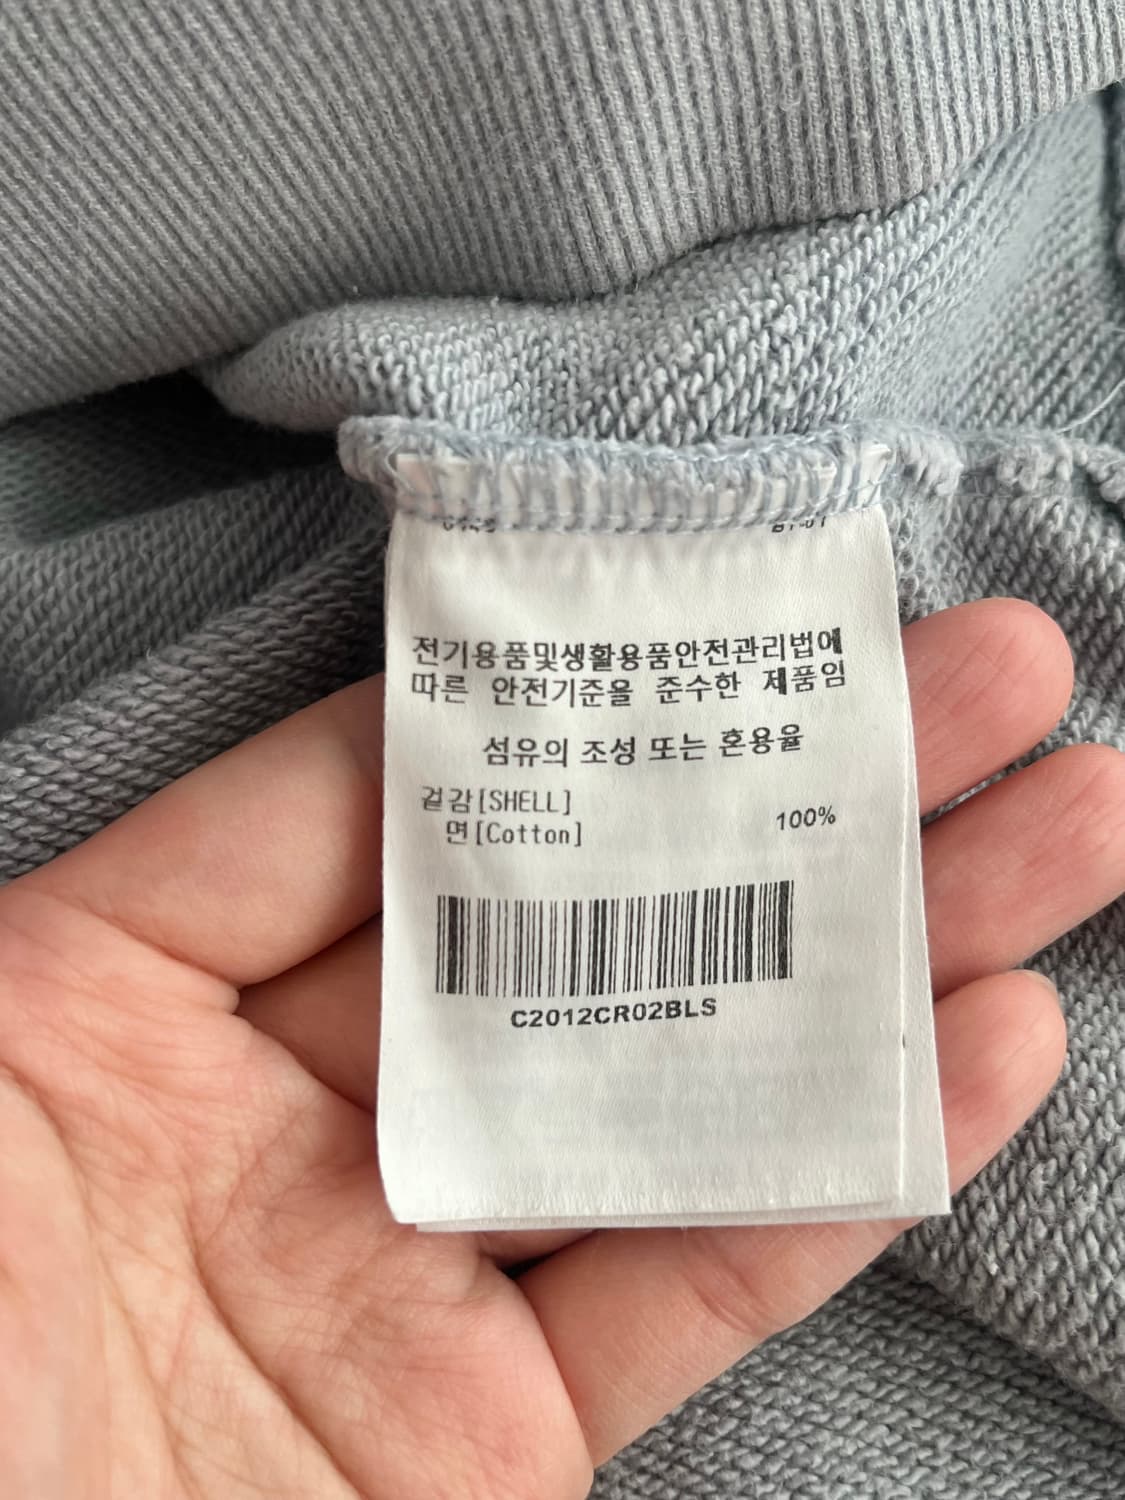 전기용품및생활용품안전관리법에
따른 안전기준을 준수한 제품임
섬유의 조성 또는 혼용율
겉감[SHELL]
면[Cotton] 100%
C2012CR02BLS